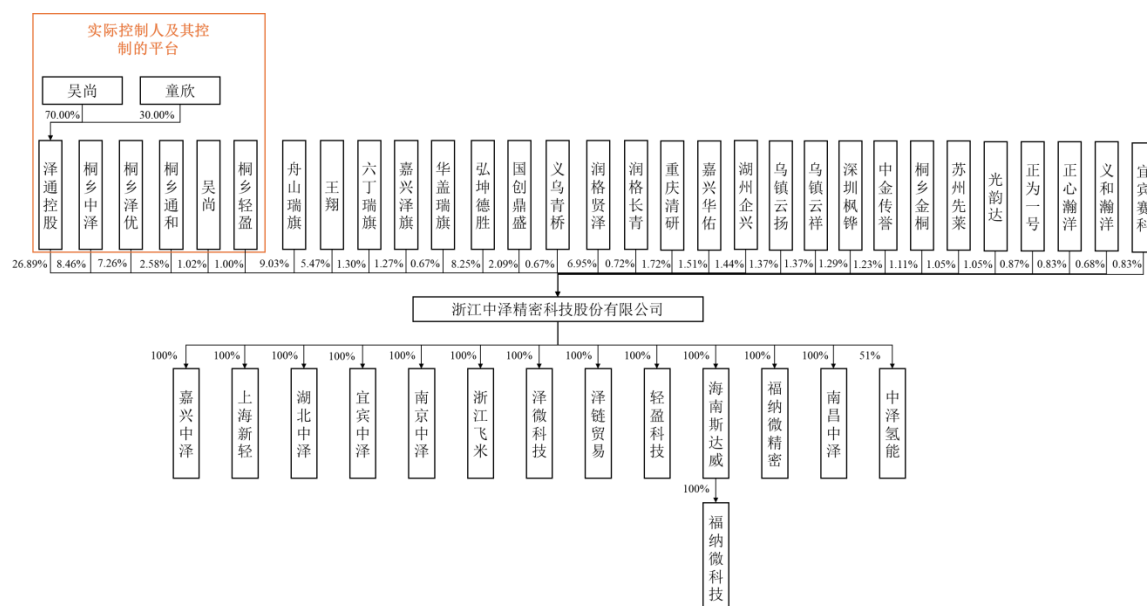 实际控制人及其控
制的平台
吴尚
童欣
70.00%
30.00%
泽通控股
桐乡中泽
桐乡泽优
桐乡通和
吴尚
桐乡轻盈
舟山瑞旗
王翔
六丁瑞旗
嘉兴泽旗
华盖瑞旗
弘坤德胜
国创鼎盛
义乌青桥
润格贤泽
润格长青
重庆清研
嘉兴华佑
湖州企兴
乌镇云扬
乌镇云祥
深圳枫铧
中金传誉
桐乡金桐
苏州先莱
光韵达
正为一号
正心瀚洋
义和瀚洋
宜宾赛科
26.89%
8.46%
7.26%
2.58%
1.02%
1.00%
9.03%
5.47%
1.30%
1.27%
0.67%
8.25%
2.09%
0.67%
6.95%
0.72%
1.72%
1.51%
1.44%
1.37%
1.37%
1.29%
1.23%
1.11%
1.05%
1.05%
0.87%
0.83%
0.68%
0.83%
浙江中泽精密科技股份有限公司
100%
100%
100%
100%
100%
100%
100%
100%
100%
100%
100%
100%
51%
嘉兴中泽
上海新轻
湖北中泽
宜宾中泽
南京中泽
浙江飞米
泽微科技
泽链贸易
轻盈科技
海南斯达威
福纳微精密
南昌中泽
中泽氢能
100%
福纳微科技